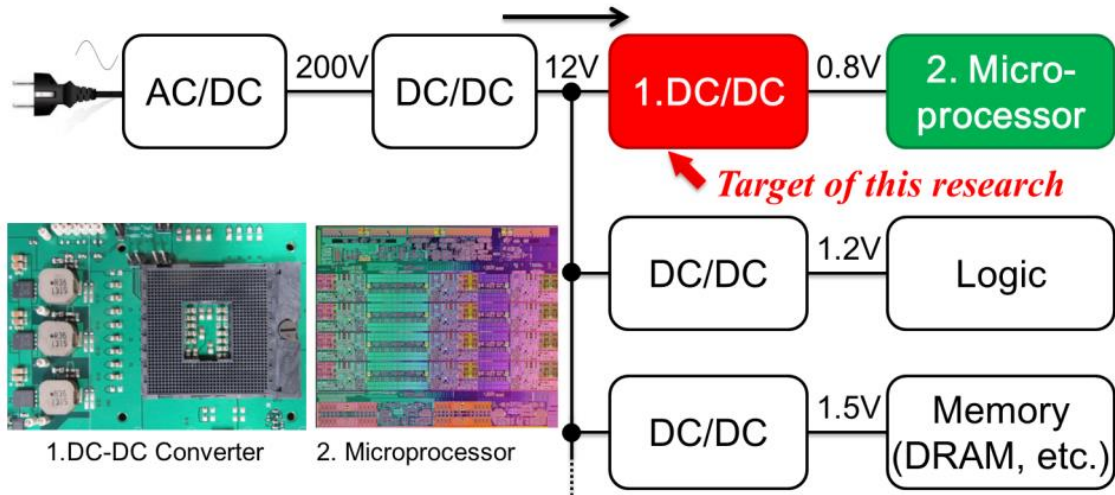 AC/DC
200V
DC/DC
12V
1.DC/DC
0.8V
2. Micro-
processor
Target of this research
DC/DC
1.2V
Logic
DC/DC
1.5V
Memory
(DRAM, etc.)
1.DC-DC Converter
2. Microprocessor